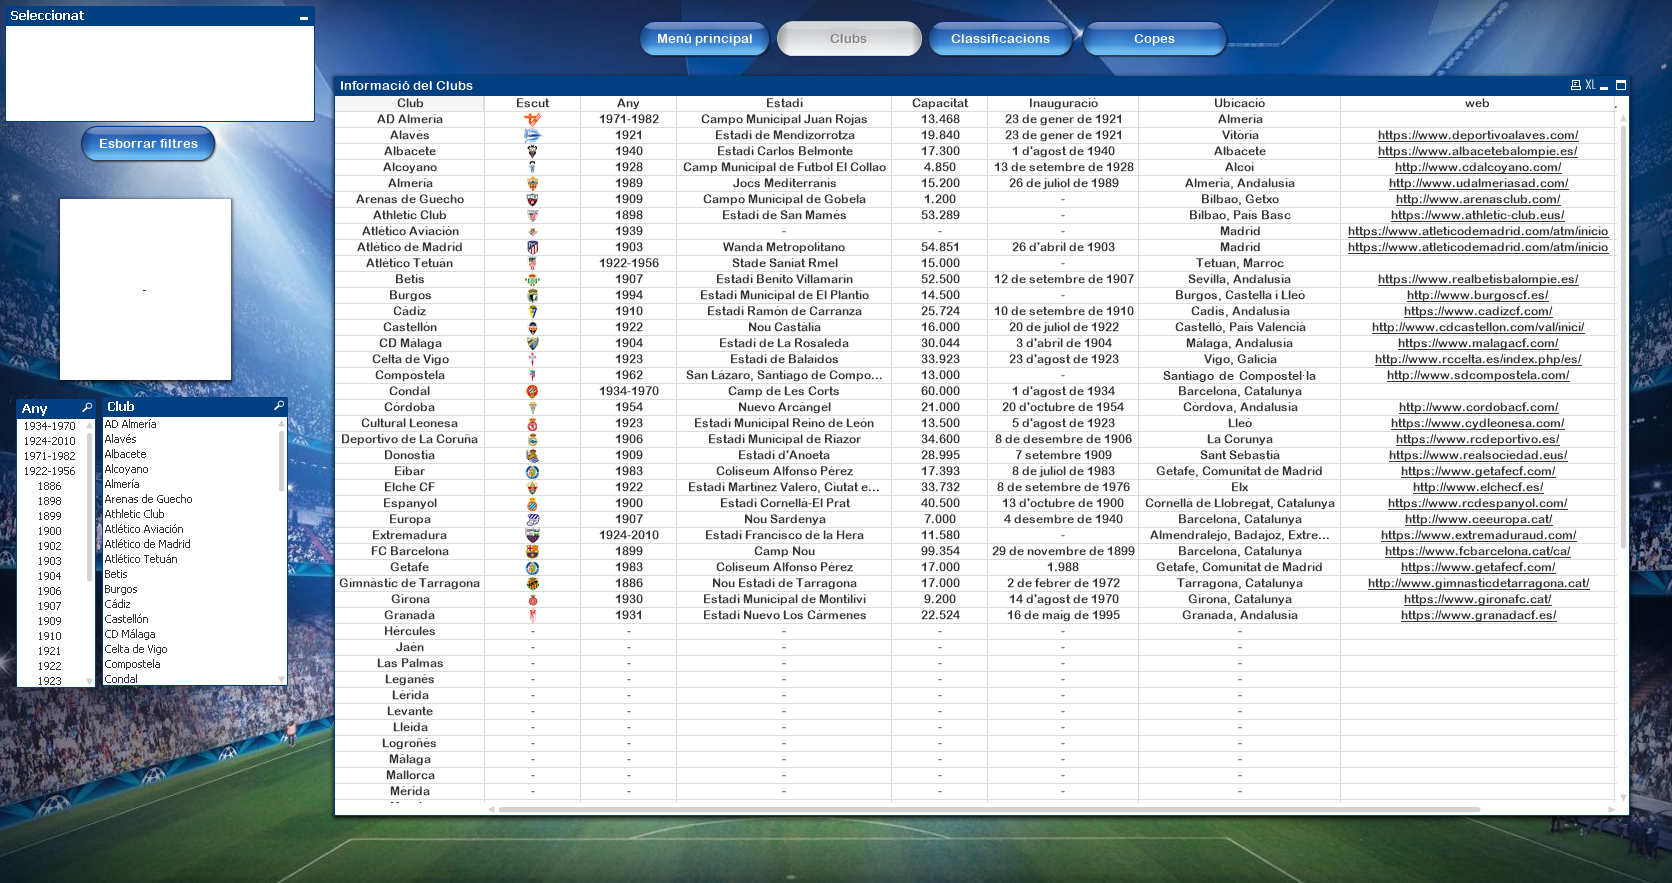 Seleccionat
Menú principal
Clubs
Classificacions
Copes
Esborrar filtres
-
Any
1934-1970
1924-2010
1971-1982
1922-1956
1886
1898
1899
1900
1902
1903
1904
1906
1907
1909
1910
1921
1922
1923
Club
AD Almería
Alavés
Albacete
Alcoyano
Almería
Arenas de Guecho
Athletic Club
Atlético Aviación
Atlético de Madrid
Atlético Tetuán
Betis
Burgos
Cádiz
Castellón
CD Málaga
Celta de Vigo
Compostela
Condal
Informació del Clubs XL
Club Escut Any Estadi Capacitat Inauguració Ubicació web
AD Almería 1971-1982 Campo Municipal Juan Rojas 13.468 23 de gener de 1921 Almeria
Alavés 1921 Estadi de Mendizorrotza 19.840 23 de gener de 1921 Vitòria https://www.deportivoalaves.com/
Albacete 1940 Estadi Carlos Belmonte 17.300 1 d'agost de 1940 Albacete https://www.albacetebalompie.es/
Alcoyano 1928 Camp Municipal de Futbol El Collao 4.850 13 de setembre de 1928 Alcoi http://www.cdalcoyano.com/
Almería 1989 Jocs Mediterranis 15.200 26 de juliol de 1989 Almeria, Andalusia http://www.udalmeriasad.com/
Arenas de Guecho 1909 Campo Municipal de Gobela 1.200 - Bilbao, Getxo http://www.arenasclub.com/
Athletic Club 1898 Estadi de San Mamés 53.289 - Bilbao, Pais Basc https://www.athletic-club.eus/
Atlético Aviación 1939 - - - Madrid https://www.atleticodemadrid.com/atm/inicio
Atlético de Madrid 1903 Wanda Metropolitano 54.851 26 d'abril de 1903 Madrid https://www.atleticodemadrid.com/atm/inicio
Atlético Tetuán 1922-1956 Stade Saniat Rmel 15.000 - Tetuan, Marroc
Betis 1907 Estadi Benito Villamarín 52.500 12 de setembre de 1907 Sevilla, Andalusia https://www.realbetisbalompie.es/
Burgos 1994 Estadi Municipal de El Plantío 14.500 - Burgos, Castella i Lleó http://www.burgoscf.es/
Cádiz 1910 Estadi Ramón de Carranza 25.724 10 de setembre de 1910 Cadis, Andalusia https://www.cadizcf.com/
Castellón 1922 Nou Castàlia 16.000 20 de juliol de 1922 Castelló, País Valencià http://www.cdcastellon.com/val/inici/
CD Málaga 1904 Estadi de La Rosaleda 30.044 3 d'abril de 1904 Màlaga, Andalusia https://www.malagacf.com/
Celta de Vigo 1923 Estadi de Balaídos 33.923 23 d'agost de 1923 Vigo, Galícia http://www.rccelta.es/index.php/es/
Compostela 1962 San Lázaro, Santiago de Compo... 13.000 - Santiago de Compostel·la http://www.sdcompostela.com/
Condal 1934-1970 Camp de Les Corts 60.000 1 d'agost de 1934 Barcelona, Catalunya
Córdoba 1954 Nuevo Arcángel 21.000 20 d'octubre de 1954 Còrdova, Andalusia http://www.cordobacf.com/
Cultural Leonesa 1923 Estadi Municipal Reino de León 13.500 5 d'agost de 1923 Lleó https://www.cydleonesa.com/
Deportivo de La Coruña 1906 Estadi Municipal de Riazor 34.600 8 de desembre de 1906 La Corunya https://www.rcdeportivo.es/
Donostia 1909 Estadi d'Anoeta 28.995 7 setembre de 1909 Sant Sebastià https://www.realsociedad.eus/
Eibar 1983 Coliseum Alfonso Pérez 17.393 8 de juliol de 1983 Getafe, Comunitat de Madrid https://www.getafecf.com/
Elche CF 1922 Estadi Martínez Valero, Ciutat e... 33.732 8 de setembre de 1976 Elx http://www.elchecf.es/
Espanyol 1900 Estadi Cornellà-El Prat 40.500 13 d'octubre de 1900 Cornellà de Llobregat, Catalunya https://www.rcdespanyol.com/
Europa 1907 Nou Sardenya 7.000 4 desembre de 1940 Barcelona, Catalunya http://www.ceeuropa.cat/
Extremadura 1924-2010 Estadi Francisco de la Hera 11.580 - Almendralejo, Badajoz, Extre... https://www.extremaduraud.com/
FC Barcelona 1899 Camp Nou 99.354 29 de novembre de 1899 Barcelona, Catalunya https://www.fcbarcelona.cat/ca/
Getafe 1983 Coliseum Alfonso Pérez 17.000 1.988 Getafe, Comunitat de Madrid https://www.getafecf.com/
Gimnàstic de Tarragona 1886 Nou Estadi de Tarragona 17.000 2 de febrer de 1972 Tarragona, Catalunya http://www.gimnasticdetarragona.cat/
Girona 1930 Estadi Municipal de Montilivi 9.200 14 d'agost de 1970 Girona, Catalunya https://www.gironafc.cat/
Granada 1931 Estadi Nuevo Los Cármenes 22.524 16 de maig de 1995 Granada, Andalusia https://www.granadacf.es/
Hércules - - - - - -
Jaén - - - - - -
Las Palmas - - - - - -
Leganés - - - - - -
Lérida - - - - - -
Levante - - - - - -
Lleida - - - - - -
Logroñés - - - - - -
Málaga - - - - - -
Mallorca - - - - - -
Mérida - - - - - -